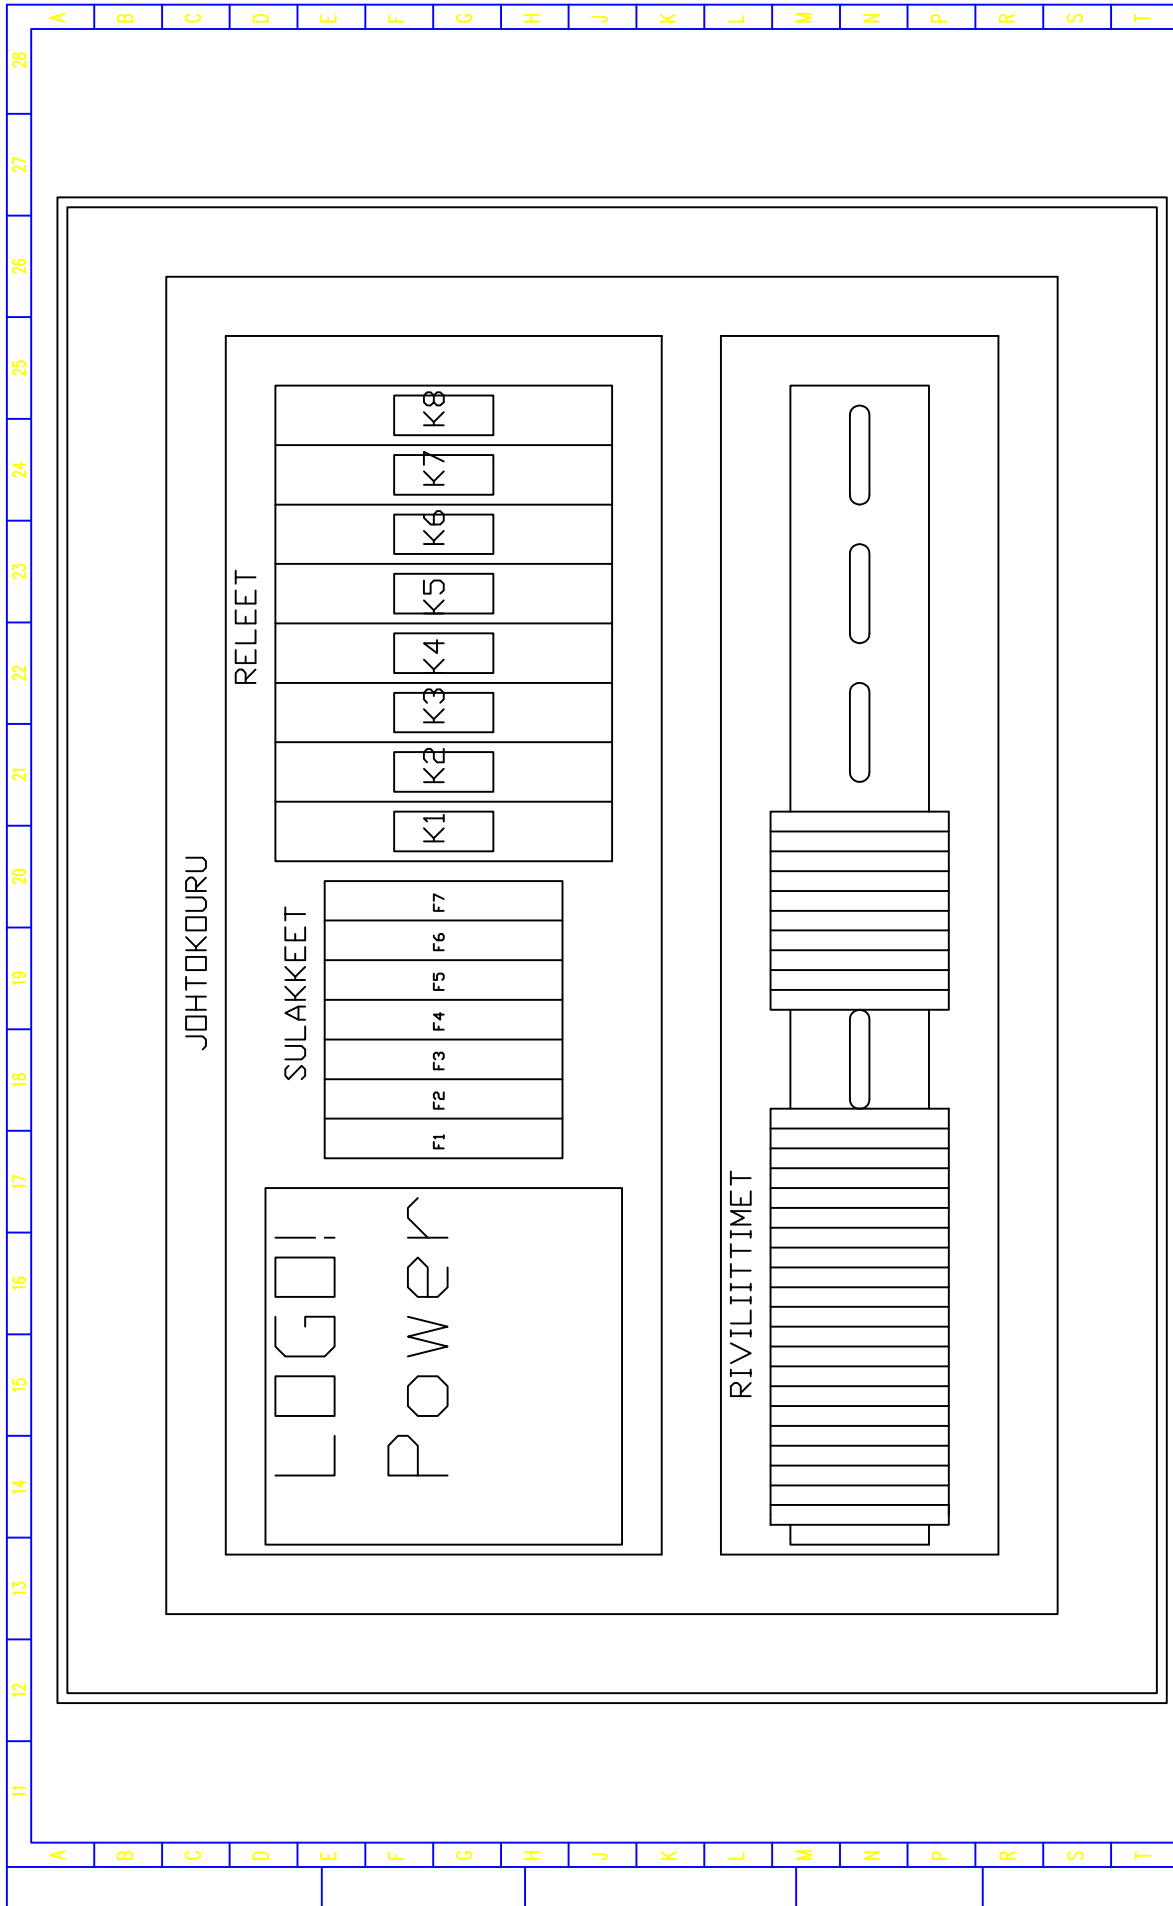 11 12 13 14 15 16 17 18 19 20 21 22 23 24 25 26 27 28
A B C D E F G H J K L M N P R S T
JOHTOKOURU
RELEET
SULAKKEET
LOGO!
Power
F1 F2 F3 F4 F5 F6 F7
K1 K2 K3 K4 K5 K6 K7 K8
RIVILIITTIMET
A B C D E F G H J K L M N P R S T